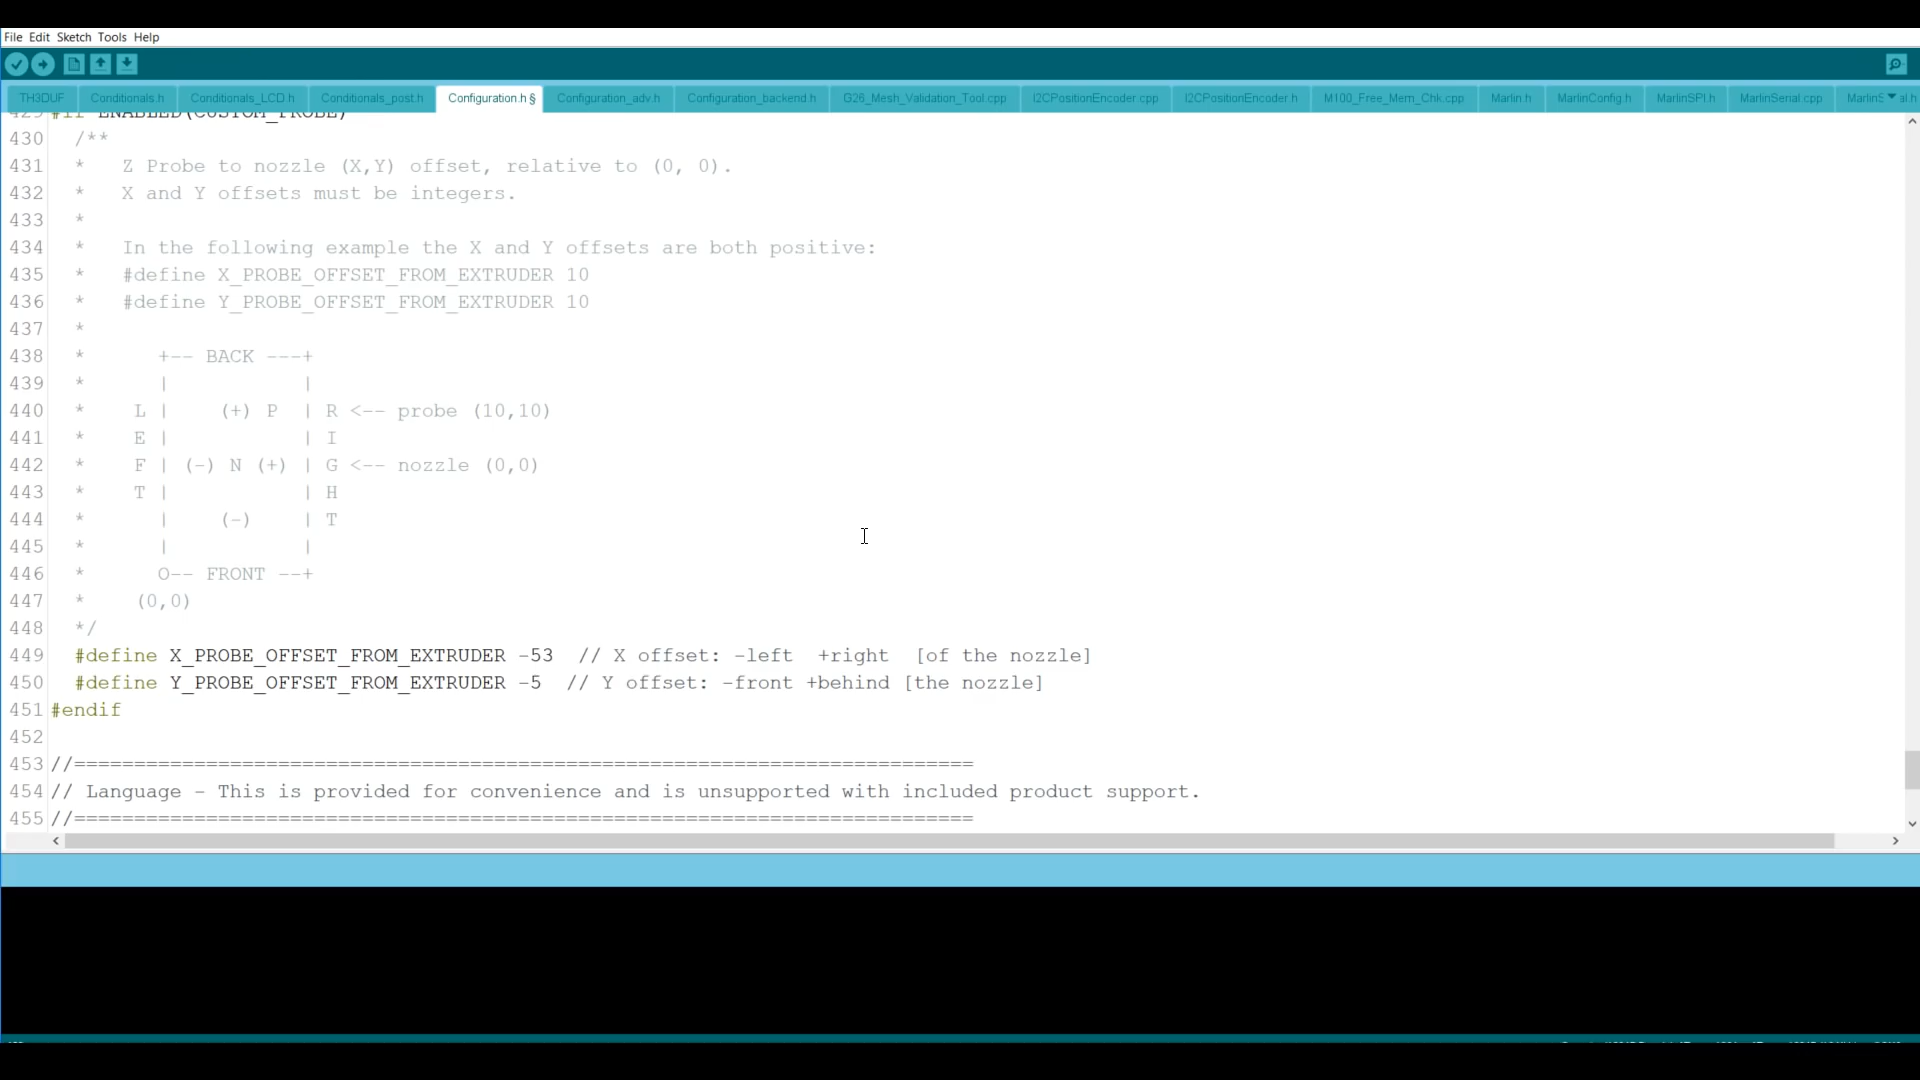 File Edit Sketch Tools Help
TH3DUF Conditionals.h Conditionals_LCD.h Conditionals_post.h Configuration.h § Configuration_adv.h Configuration_backend.h G26_Mesh_Validation_Tool.cpp I2CPositionEncoder.cpp I2CPositionEncoder.h M100_Free_Mem_Chk.cpp Marlin.h MarlinConfig.h MarlinSPI.h MarlinSerial.cpp MarlinS al.h
429 #if ENABLED(CUSTOM_PROBE)
430 /**
431 * Z Probe to nozzle (X,Y) offset, relative to (0, 0).
432 * X and Y offsets must be integers.
433 *
434 * In the following example the X and Y offsets are both positive:
435 * #define X_PROBE_OFFSET_FROM_EXTRUDER 10
436 * #define Y_PROBE_OFFSET_FROM_EXTRUDER 10
437 *
438 * +-- BACK ---+
439 * | |
440 * L | (+) P | R <-- probe (10,10)
441 * E | | I
442 * F | (-) N (+) | G <-- nozzle (0,0)
443 * T | | H
444 * | (-) | T
445 * | |
446 * O-- FRONT --+
447 * (0,0)
448 */
449 #define X_PROBE_OFFSET_FROM_EXTRUDER -53 // X offset: -left +right [of the nozzle]
450 #define Y_PROBE_OFFSET_FROM_EXTRUDER -5 // Y offset: -front +behind [the nozzle]
451 #endif
452
453 //===========================================================================
454 // Language - This is provided for convenience and is unsupported with included product support.
455 //===========================================================================